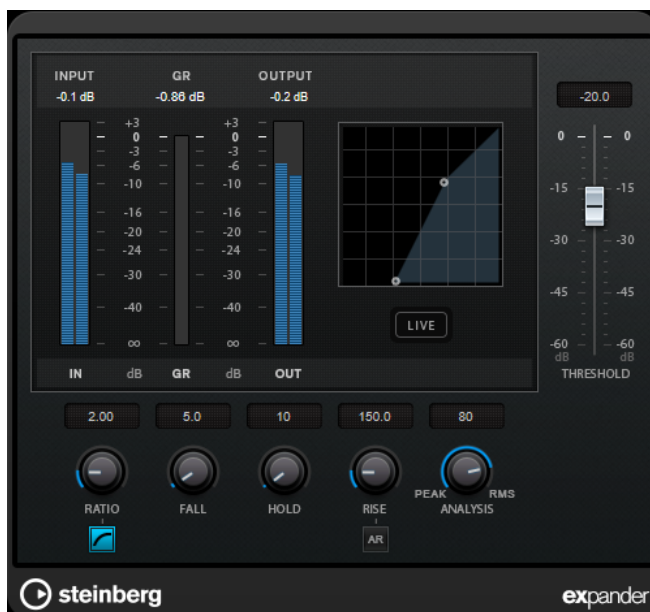 INPUT GR OUTPUT
-0.1 dB -0.86 dB -0.2 dB
-20.0
+3 +3
0 0
-3 -3
-6 -6
-10 -10
-16 -16
-20 -20
-24 -24
-30 -30
-40 -40
∞ ∞
IN dB GR dB OUT
LIVE
0 0
-15 -15
-30 -30
-45 -45
-60 -60
dB dB
THRESHOLD
2.00 5.0 10 150.0 80
PEAK RMS
RATIO FALL HOLD RISE ANALYSIS
AR
steinberg expander